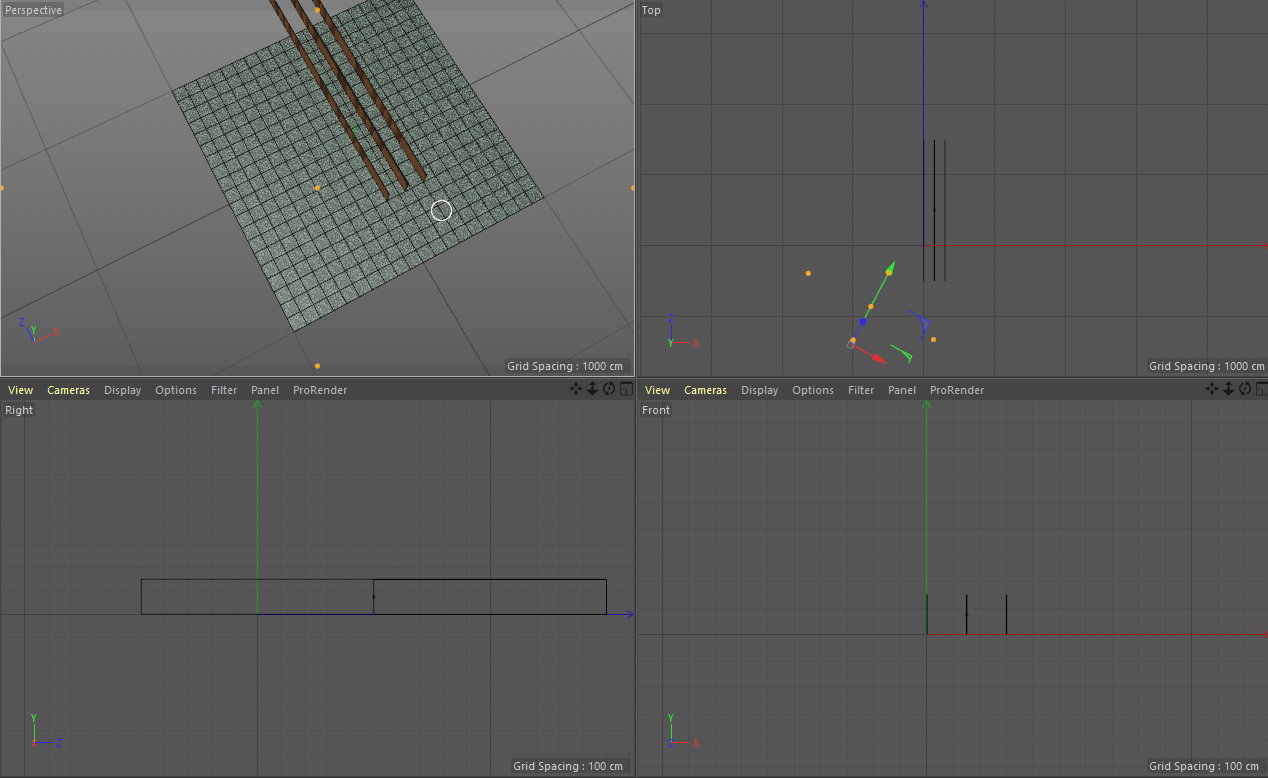 Perspective
Top
Z
Y
X
Grid Spacing : 1000 cm
Z
Y
X
Grid Spacing : 1000 cm
View Cameras Display Options Filter Panel ProRender
View Cameras Display Options Filter Panel ProRender
Right
Front
Y
X
Z
Grid Spacing : 100 cm
Y
Z
X
Grid Spacing : 100 cm